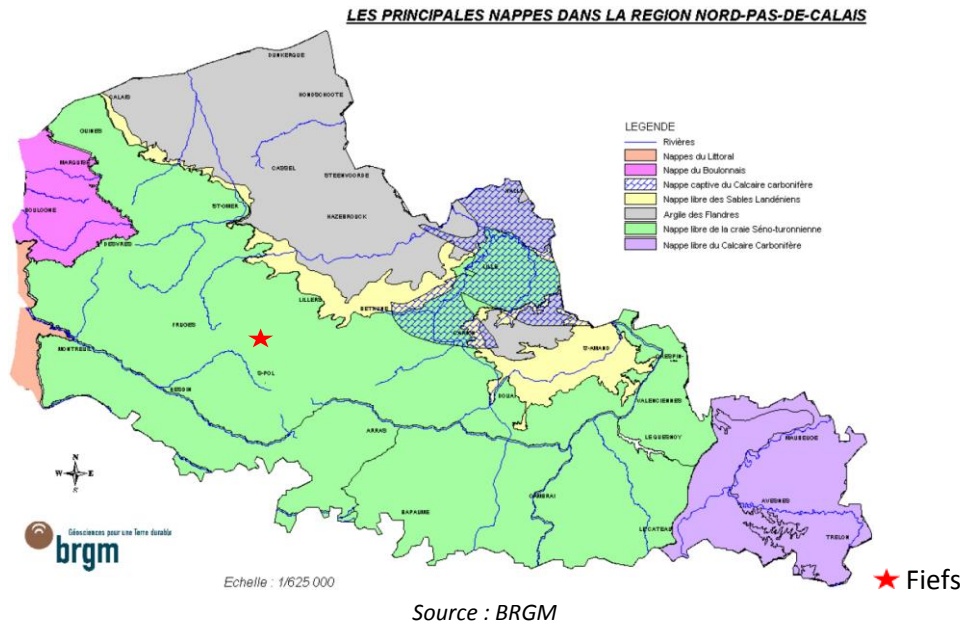 LES PRINCIPALES NAPPES DANS LA REGION NORD-PAS-DE-CALAIS
DUNKERQUE
HONDSCHOOTE
CALAIS
GUINES
CASSEL
STEENVOORDE
ST-OMER
HAZEBROUCK
BOULOGNE
DESVRES
LILLE
LILLERS
BETHUNE
FRUGES
ST-AMAND
MONTREUIL
ST-POL
HESDIN
DOUAI
VALENCIENNES
ARRAS
LE QUESNOY
MAUBEUGE
CAMBRAI
AVESNES
BAPAUME
LE CATEAU
TRELON
LEGENDE
Rivières
Nappes du Littoral
Nappe du Boulonnais
Nappe captive du Calcaire carbonifère
Nappe libre des Sables Landéniens
Argile des Flandres
Nappe libre de la craie Séno-turonnienne
Nappe libre du Calcaire Carbonifère
N
W E
S
Géosciences pour une Terre durable
brgm
Echelle : 1/625 000
Fiefs
Source : BRGM